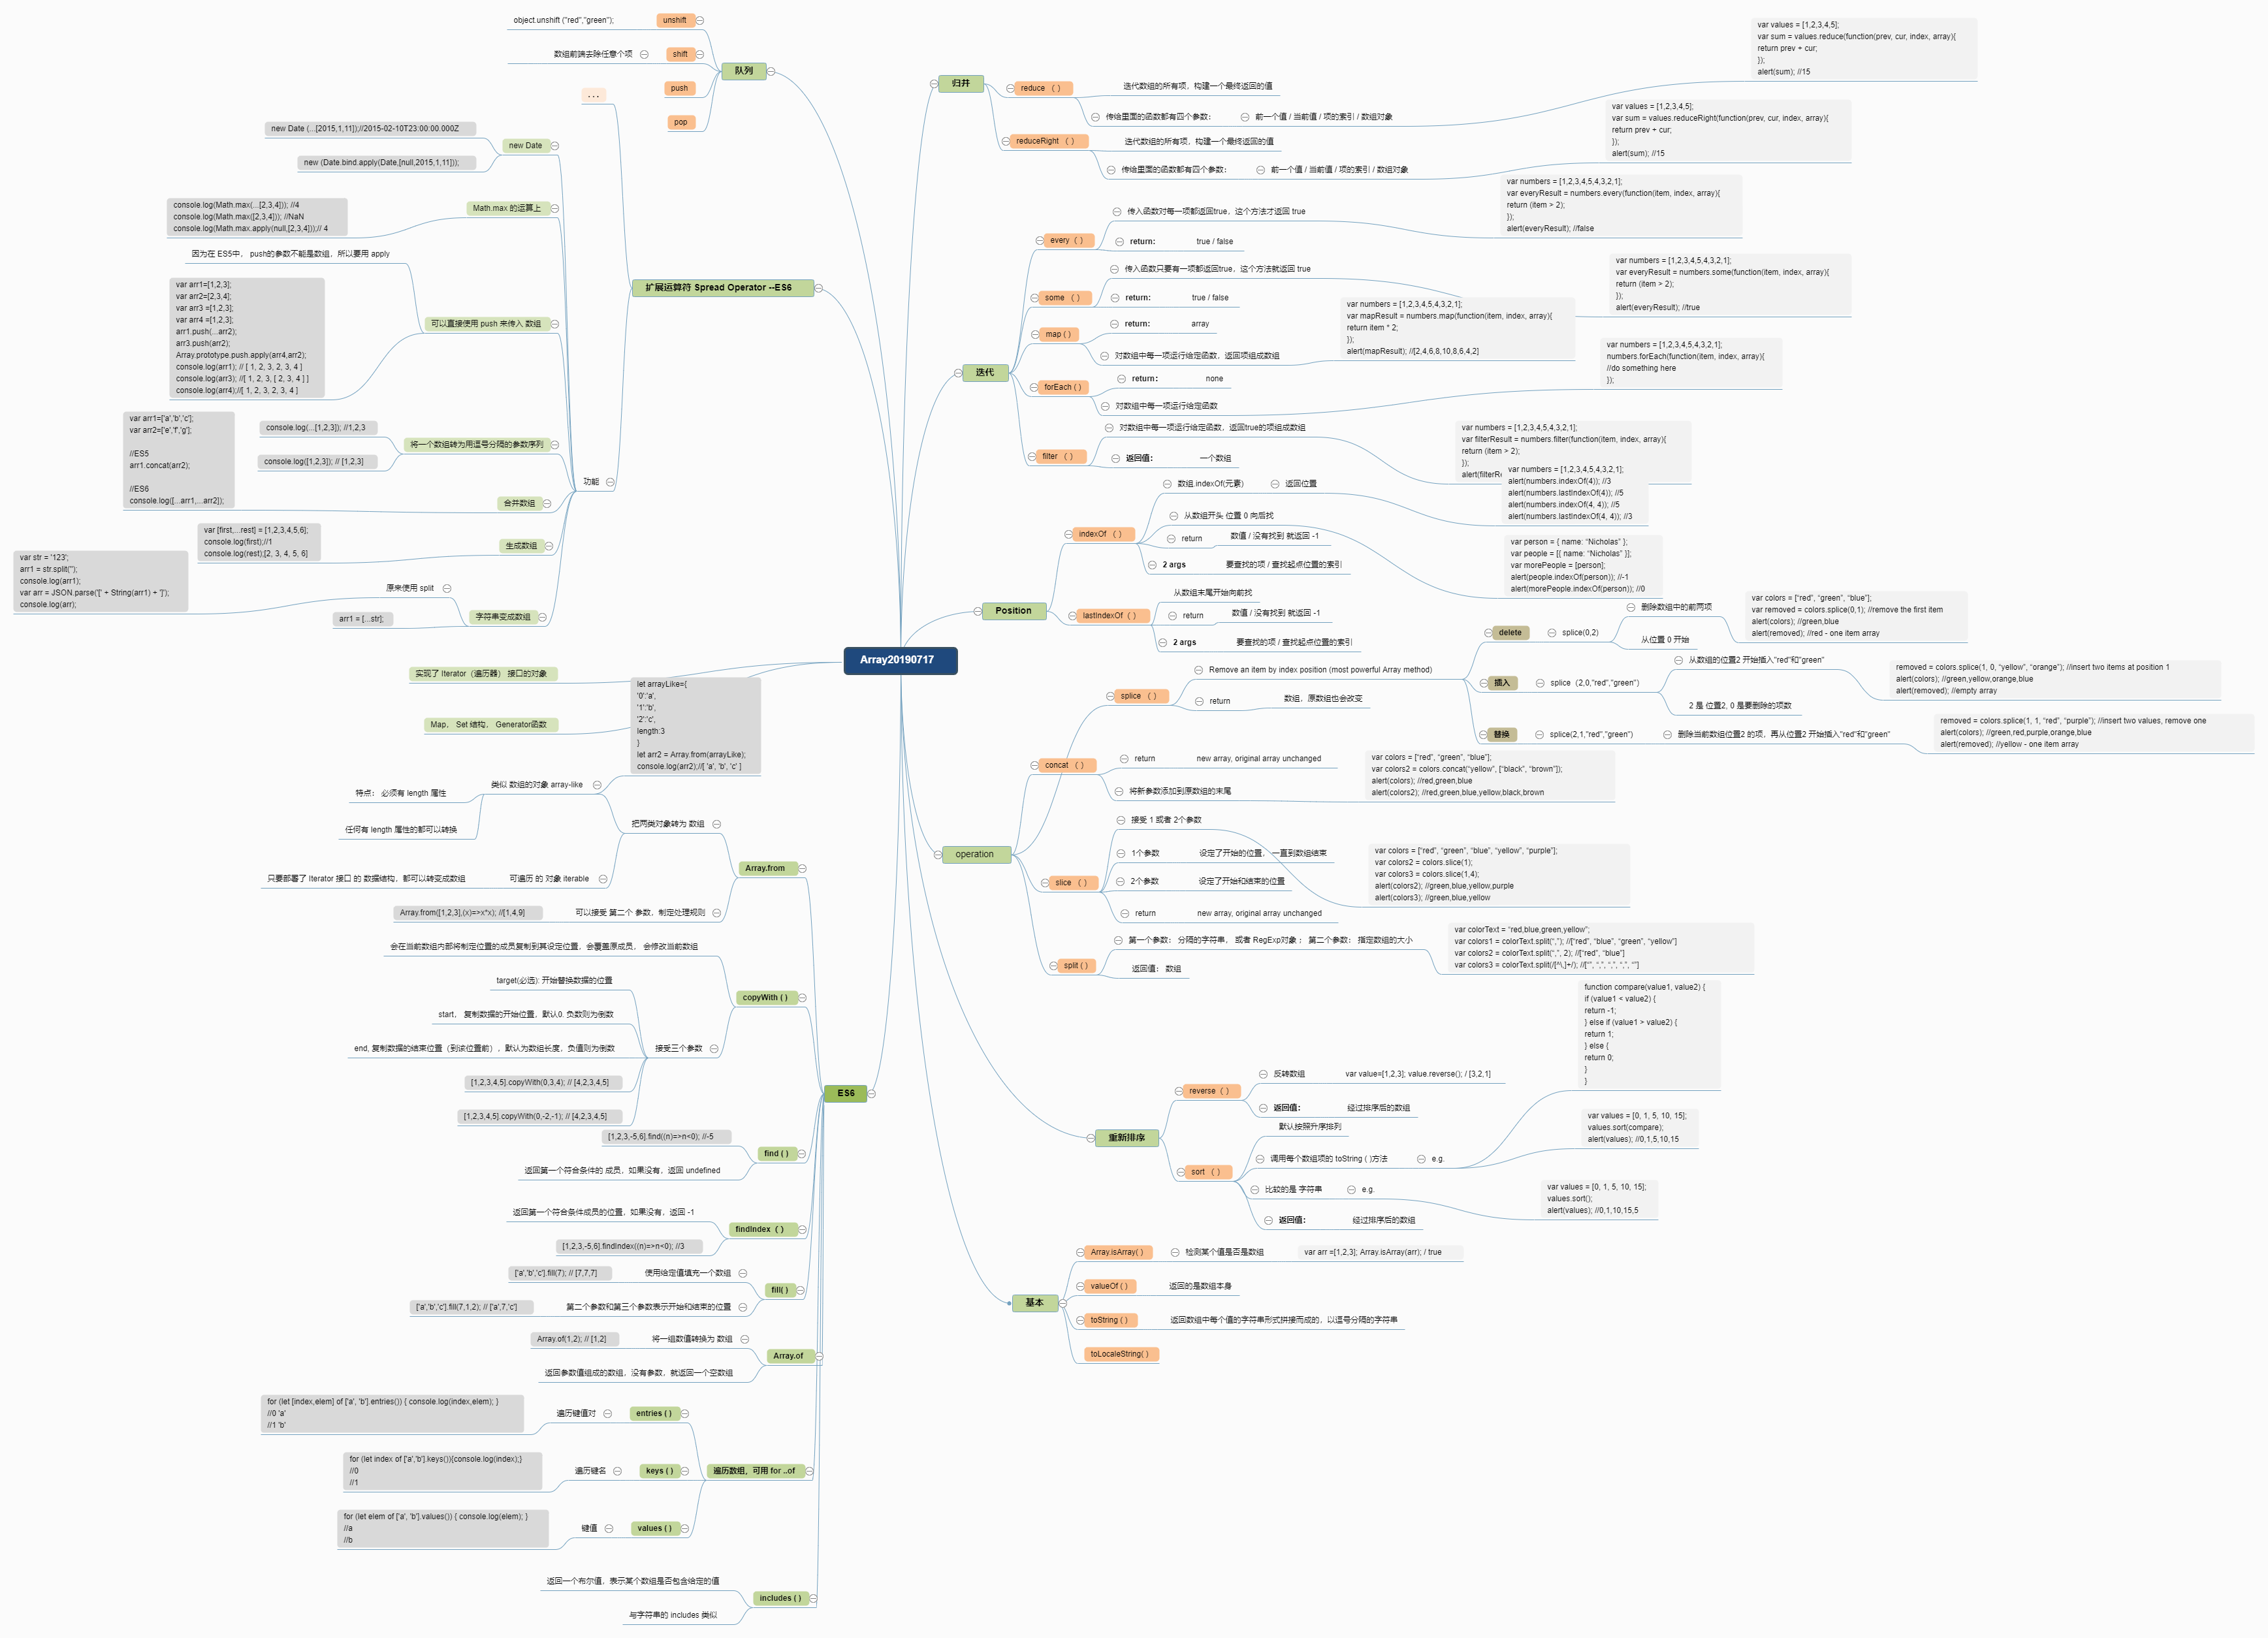 Array20190717
队列
unshift
object.unshift ("red","green");
shift
数组前端去除任意个项
push
pop
扩展运算符 Spread Operator --ES6
. . .
功能
new Date
new Date (...[2015,1,11]);//2015-02-10T23:00:00.000Z
new (Date.bind.apply(Date,[null,2015,1,11]));
Math.max 的运算上
console.log(Math.max(...[2,3,4])); //4
console.log(Math.max([2,3,4])); //NaN
console.log(Math.max.apply(null,[2,3,4]));// 4
可以直接使用 push 来传入 数组
因为在 ES5中， push的参数不能是数组，所以要用 apply
var arr1=[1,2,3];
var arr2=[2,3,4];
var arr3 =[1,2,3];
var arr4 =[1,2,3];
arr1.push(...arr2);
arr3.push(arr2);
Array.prototype.push.apply(arr4,arr2);
console.log(arr1); // [ 1, 2, 3, 2, 3, 4 ]
console.log(arr3); //[ 1, 2, 3, [ 2, 3, 4 ] ]
console.log(arr4);//[ 1, 2, 3, 2, 3, 4 ]
将一个数组转为用逗号分隔的参数序列
console.log(...[1,2,3]); //1,2,3
console.log([1,2,3]); // [1,2,3]
合并数组
var arr1=['a','b','c'];
var arr2=['e','f','g'];
//ES5
arr1.concat(arr2);
//ES6
console.log([...arr1,...arr2]);
生成数组
var [first,...rest] = [1,2,3,4,5,6];
console.log(first);//1
console.log(rest);[2, 3, 4, 5, 6]
字符串变成数组
原来使用 split
var str = '123';
arr1 = str.split('');
console.log(arr1);
var arr = JSON.parse('[' + String(arr1) + ']');
console.log(arr);
arr1 = [...str];
实现了 Iterator（遍历器） 接口的对象
Map， Set 结构， Generator函数
ES6
Array.from
把两类对象转为 数组
类似 数组的对象 array-like
let arrayLike={
'0':'a',
'1':'b',
'2':'c',
length:3
}
let arr2 = Array.from(arrayLike);
console.log(arr2);//[ 'a', 'b', 'c' ]
特点： 必须有 length 属性
任何有 length 属性的都可以转换
可遍历 的 对象 iterable
只要部署了 Iterator 接口 的 数据结构，都可以转变成数组
可以接受 第二个 参数，制定处理规则
Array.from([1,2,3],(x)=>x*x); //[1,4,9]
copyWith ( )
会在当前数组内部将制定位置的成员复制到其设定位置，会覆盖原成员， 会修改当前数组
接受三个参数
target(必选): 开始替换数据的位置
start， 复制数据的开始位置，默认0. 负数则为倒数
end, 复制数据的结束位置（到该位置前），默认为数组长度，负值则为倒数
[1,2,3,4,5].copyWith(0,3,4); // [4,2,3,4,5]
[1,2,3,4,5].copyWith(0,-2,-1); // [4,2,3,4,5]
find ( )
[1,2,3,-5,6].find((n)=>n<0); //-5
返回第一个符合条件的 成员，如果没有，返回 undefined
findIndex（ )
返回第一个符合条件成员的位置，如果没有，返回 -1
[1,2,3,-5,6].findIndex((n)=>n<0); //3
fill( )
使用给定值填充一个数组
['a','b','c'].fill(7); // [7,7,7]
第二个参数和第三个参数表示开始和结束的位置
['a','b','c'].fill(7,1,2); // ['a',7,'c']
Array.of
将一组数值转换为 数组
Array.of(1,2); // [1,2]
返回参数值组成的数组，没有参数，就返回一个空数组
遍历数组，可用 for ..of
entries ( )
遍历键值对
for (let [index,elem] of ['a', 'b'].entries()) { console.log(index,elem); }
//0 'a'
//1 'b'
keys ( )
遍历键名
for (let index of ['a','b'].keys()){console.log(index);}
//0
//1
values ( )
键值
for (let elem of ['a', 'b'].values()) { console.log(elem); }
//a
//b
includes ( )
返回一个布尔值，表示某个数组是否包含给定的值
与字符串的 includes 类似
归并
reduce （ )
迭代数组的所有项，构建一个最终返回的值
传给里面的函数都有四个参数：
前一个值 / 当前值 / 项的索引 / 数组对象
var values = [1,2,3,4,5];
var sum = values.reduce(function(prev, cur, index, array){
return prev + cur;
});
alert(sum); //15
reduceRight （ )
迭代数组的所有项，构建一个最终返回的值
传给里面的函数都有四个参数：
前一个值 / 当前值 / 项的索引 / 数组对象
var values = [1,2,3,4,5];
var sum = values.reduceRight(function(prev, cur, index, array){
return prev + cur;
});
alert(sum); //15
迭代
every（ )
传入函数对每一项都返回true，这个方法才返回 true
return:
true / false
var numbers = [1,2,3,4,5,4,3,2,1];
var everyResult = numbers.every(function(item, index, array){
return (item > 2);
});
alert(everyResult); //false
some （ )
传入函数只要有一项都返回true，这个方法就返回 true
return:
true / false
var numbers = [1,2,3,4,5,4,3,2,1];
var everyResult = numbers.some(function(item, index, array){
return (item > 2);
});
alert(everyResult); //true
map ( )
return:
array
对数组中每一项运行给定函数，返回项组成数组
var numbers = [1,2,3,4,5,4,3,2,1];
var mapResult = numbers.map(function(item, index, array){
return item * 2;
});
alert(mapResult); //[2,4,6,8,10,8,6,4,2]
forEach ( )
return：
none
对数组中每一项运行给定函数
var numbers = [1,2,3,4,5,4,3,2,1];
numbers.forEach(function(item, index, array){
//do something here
});
filter （ )
对数组中每一项运行给定函数，返回true的项组成数组
返回值：
一个数组
var numbers = [1,2,3,4,5,4,3,2,1];
var filterResult = numbers.filter(function(item, index, array){
return (item > 2);
});
Position
indexOf （ )
数组 indexOf(元素)
返回位置
var numbers = [1,2,3,4,5,4,3,2,1];
alert(numbers.indexOf(4)); //3
alert(numbers.lastIndexOf(4)); //5
alert(numbers.indexOf(4, 4)); //5
alert(numbers.lastIndexOf(4, 4)); //3
从数组开头 位置 0 向后找
var person = { name: “Nicholas” };
var people = [{ name: “Nicholas” }];
var morePeople = [person];
alert(people.indexOf(person)); //-1
alert(morePeople.indexOf(person)); //0
return
数值 / 没有找到 就返回 -1
2 args
要查找的项 / 查找起点位置的索引
lastIndexOf（ )
从数组末尾开始向前找
return
数值 / 没有找到 就返回 -1
2 args
要查找的项 / 查找起点位置的索引
operation
splice （ )
Remove an item by index position (most powerful Array method)
delete
splice(0,2)
删除数组中的前两项
从位置 0 开始
var colors = [“red”, “green”, “blue”];
var removed = colors.splice(0,1); //remove the first item
alert(colors); //green,blue
alert(removed); //red - one item array
插入
splice（2,0,"red","green")
从数组的位置2 开始插入"red"和"green"
removed = colors.splice(1, 0, “yellow”, “orange”); //insert two items at position 1
alert(colors); //green,yellow,orange,blue
alert(removed); //empty array
2 是 位置2, 0 是要删除的项数
替换
splice(2,1,"red","green")
删除当前数组位置2 的项，再从位置2 开始插入"red"和"green"
removed = colors.splice(1, 1, “red”, “purple”); //insert two values, remove one
alert(colors); //green,red,purple,orange,blue
alert(removed); //yellow - one item array
return
数组，原数组也会改变
concat （ )
return
new array, original array unchanged
将新参数添加到原数组的末尾
var colors = [“red”, “green”, “blue”];
var colors2 = colors.concat(“yellow”, [“black”, “brown”]);
alert(colors); //red,green,blue
alert(colors2); //red,green,blue,yellow,black,brown
slice （ )
接受 1 或者 2个参数
var colors = [“red”, “green”, “blue”, “yellow”, “purple”];
var colors2 = colors.slice(1);
var colors3 = colors.slice(1,4);
alert(colors2); //green,blue,yellow,purple
alert(colors3); //green,blue,yellow
1个参数
设定了开始的位置， 一直到数组结束
2个参数
设定了开始和结束的位置
return
new array, original array unchanged
split ( )
第一个参数： 分隔的字符串， 或者 RegExp对象； 第二个参数： 指定数组的大小
返回值： 数组
var colorText = “red,blue,green,yellow”;
var colors1 = colorText.split(“,”); //[“red”, “blue”, “green”, “yellow”]
var colors2 = colorText.split(“,”, 2); //[“red”, “blue”]
var colors3 = colorText.split(/[^\,]+/); //[“”, “,”, “,”, “,”, “”]
重新排序
reverse（ )
反转数组
var value=[1,2,3]; value.reverse(); / [3,2,1]
返回值：
经过排序后的数组
sort （ )
默认按照升序排列
调用每个数组项的 toString ( )方法
e.g.
function compare(value1, value2) {
if (value1 < value2) {
return -1;
} else if (value1 > value2) {
return 1;
} else {
return 0;
}
}
var values = [0, 1, 5, 10, 15];
values.sort(compare);
alert(values); //0,1,5,10,15
比较的是 字符串
e.g.
var values = [0, 1, 5, 10, 15];
values.sort();
alert(values); //0,1,10,15,5
返回值：
经过排序后的数组
基本
Array.isArray( )
检测某个值是否是数组
var arr =[1,2,3]; Array.isArray(arr); / true
valueOf ( )
返回的是数组本身
toString ( )
返回数组中每个值的字符串形式拼接而成的，以逗号分隔的字符串
toLocaleString( )